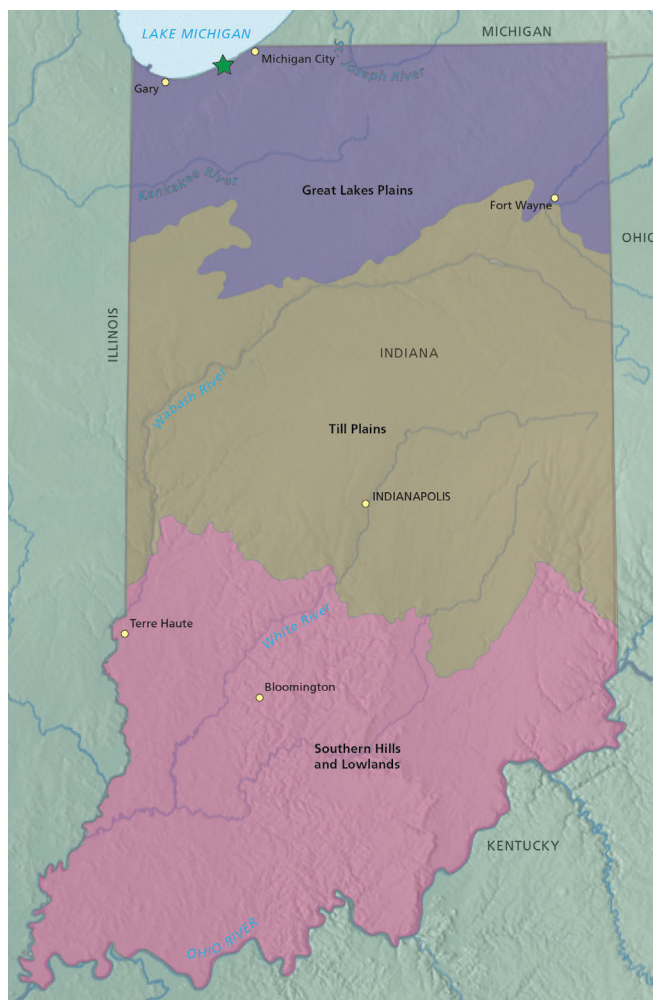 LAKE MICHIGAN
MICHIGAN
Michigan City
St. Joseph River
Gary
Kankakee River
Great Lakes Plains
Fort Wayne
OHIO
ILLINOIS
INDIANA
Wabash River
Till Plains
INDIANAPOLIS
Terre Haute
White River
Bloomington
Southern Hills
and Lowlands
KENTUCKY
OHIO RIVER